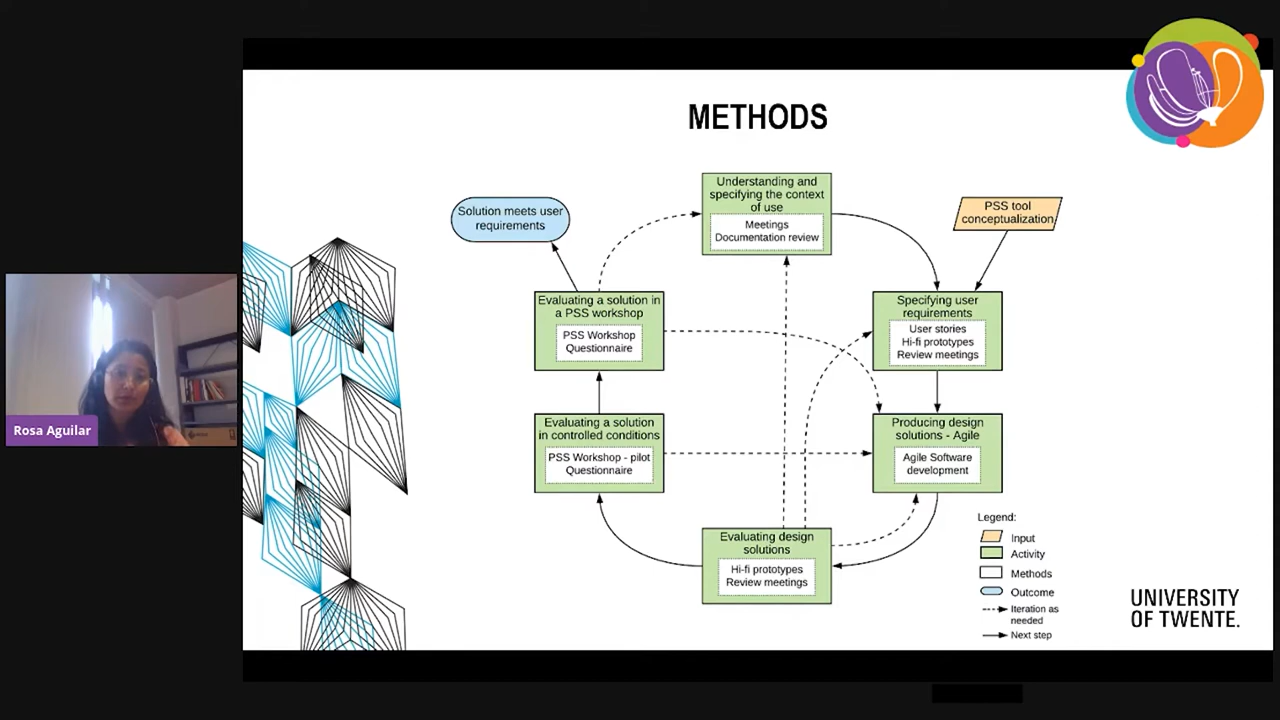 METHODS
Understanding and
specifying the context
of use
Meetings
Documentation review
Solution meets user
requirements
PSS tool
conceptualization
Evaluating a solution in
a PSS workshop
PSS Workshop
Questionnaire
Specifying user
requirements
User stories
Hi-fi prototypes
Review meetings
Evaluating a solution
in controlled conditions
PSS Workshop - pilot
Questionnaire
Producing design
solutions - Agile
Agile Software
development
Evaluating design
solutions
Hi-fi prototypes
Review meetings
Legend:
Input
Activity
Methods
Outcome
Iteration as
needed
Next step
UNIVERSITY
OF TWENTE.
Rosa Aguilar